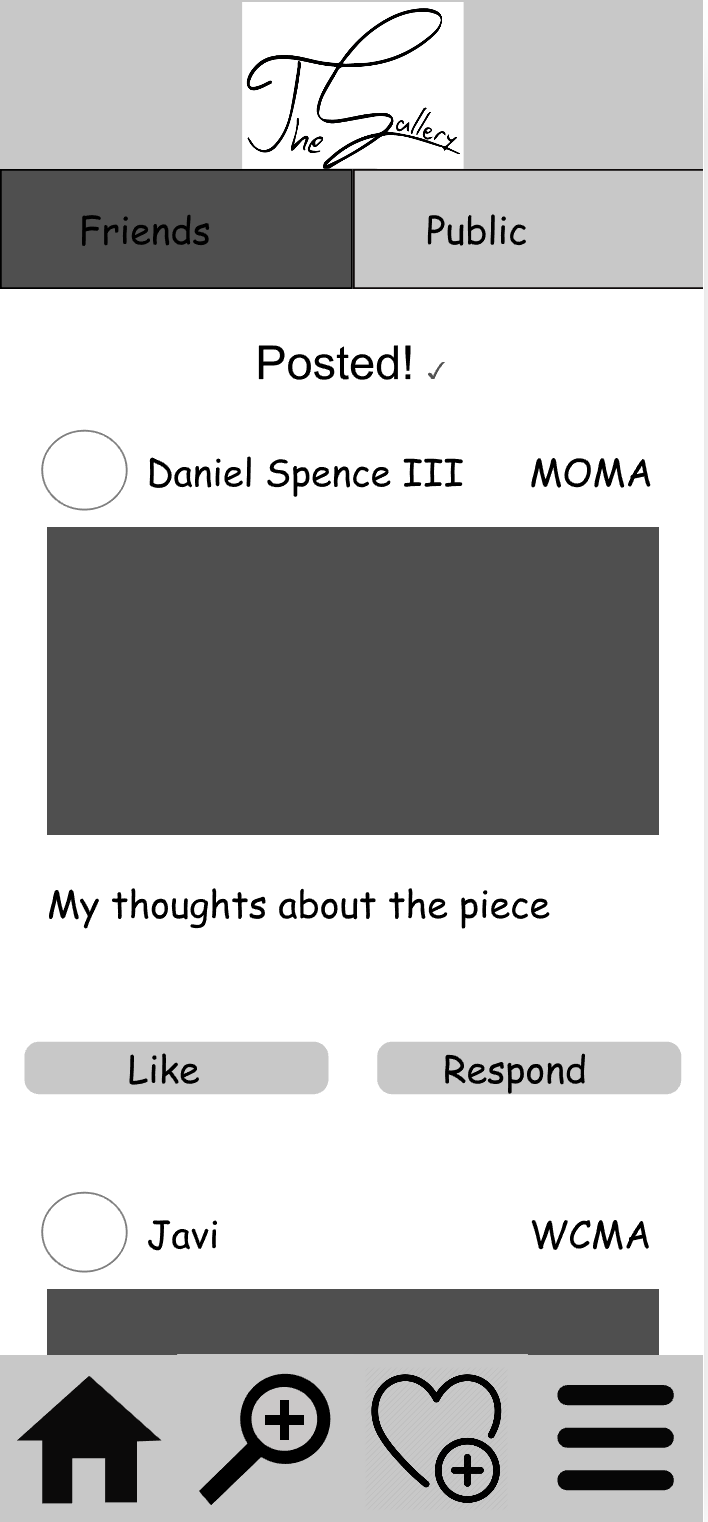 The Gallery
Friends Public
Posted! ✓
Daniel Spence III MOMA
My thoughts about the piece
Like Respond
Javi WCMA